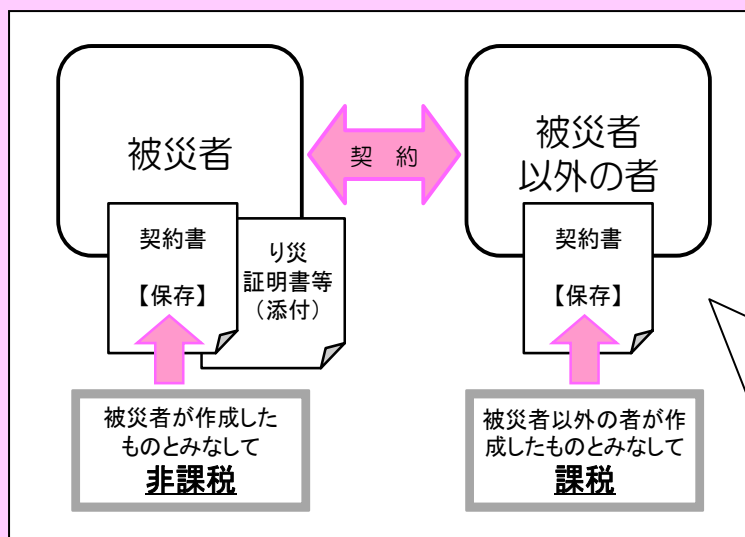 被災者
契　約
被災者
以外の者
契約書
【保存】
り災
証明書等
（添付）
契約書
【保存】
被災者が作成した
ものとみなして
非課税
被災者以外の者が作
成したものとみなして
課税